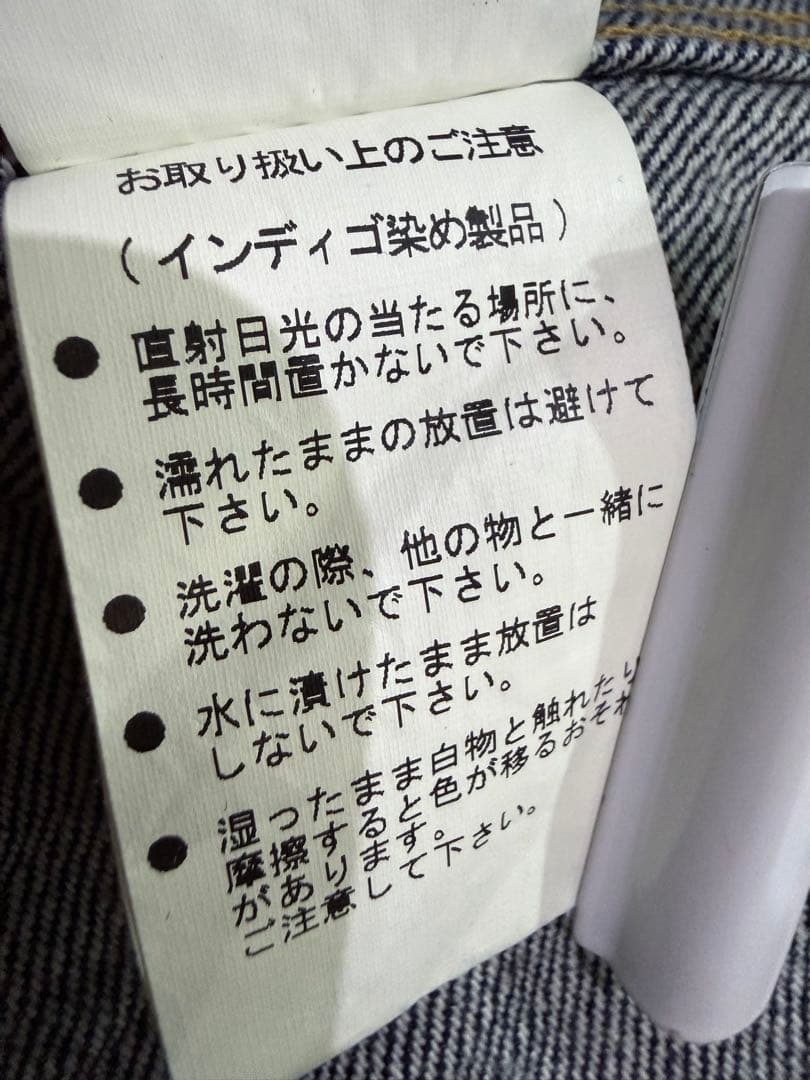 お取り扱い上のご注意
（インディゴ染め製品）
● 直射日光の当たる場所に、
長時間置かないで下さい。
● 濡れたままの放置は避けて
下さい。
● 洗濯の際、他の物と一緒に
洗わないで下さい。
● 水に漬けたまま放置は
しないで下さい。
● 湿ったまま白物と触れたり
摩擦すると色が移るおそれ
があります。
ご注意して下さい。